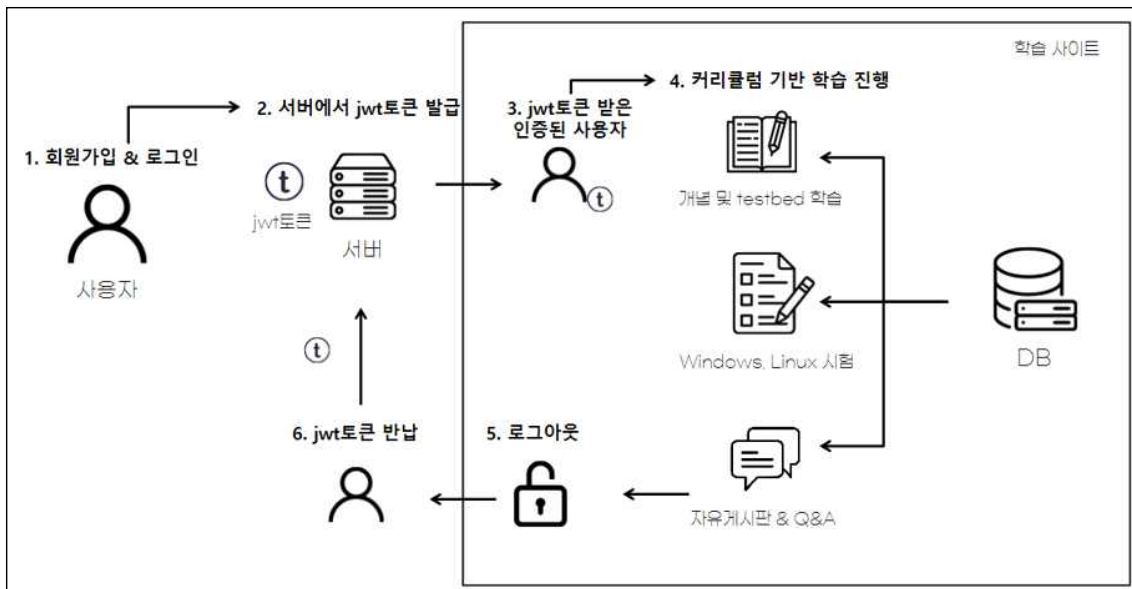 학습 사이트
1. 회원가입 & 로그인
사용자
2. 서버에서 jwt토큰 발급
t
jwt토큰
서버
3. jwt토큰 받은
인증된 사용자
t
4. 커리큘럼 기반 학습 진행
개념 및 testbed 학습
Windows, Linux 시험
자유게시판 & Q&A
DB
5. 로그아웃
6. jwt토큰 반납
t